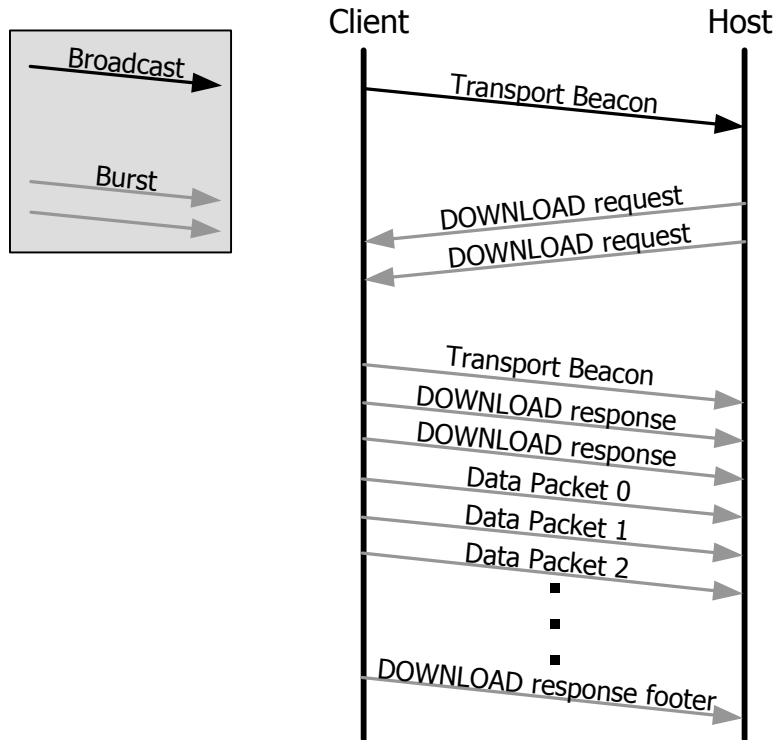 Client
Host
Broadcast
Burst
Transport Beacon
DOWNLOAD request
DOWNLOAD request
Transport Beacon
DOWNLOAD response
DOWNLOAD response
Data Packet 0
Data Packet 1
Data Packet 2
DOWNLOAD response footer